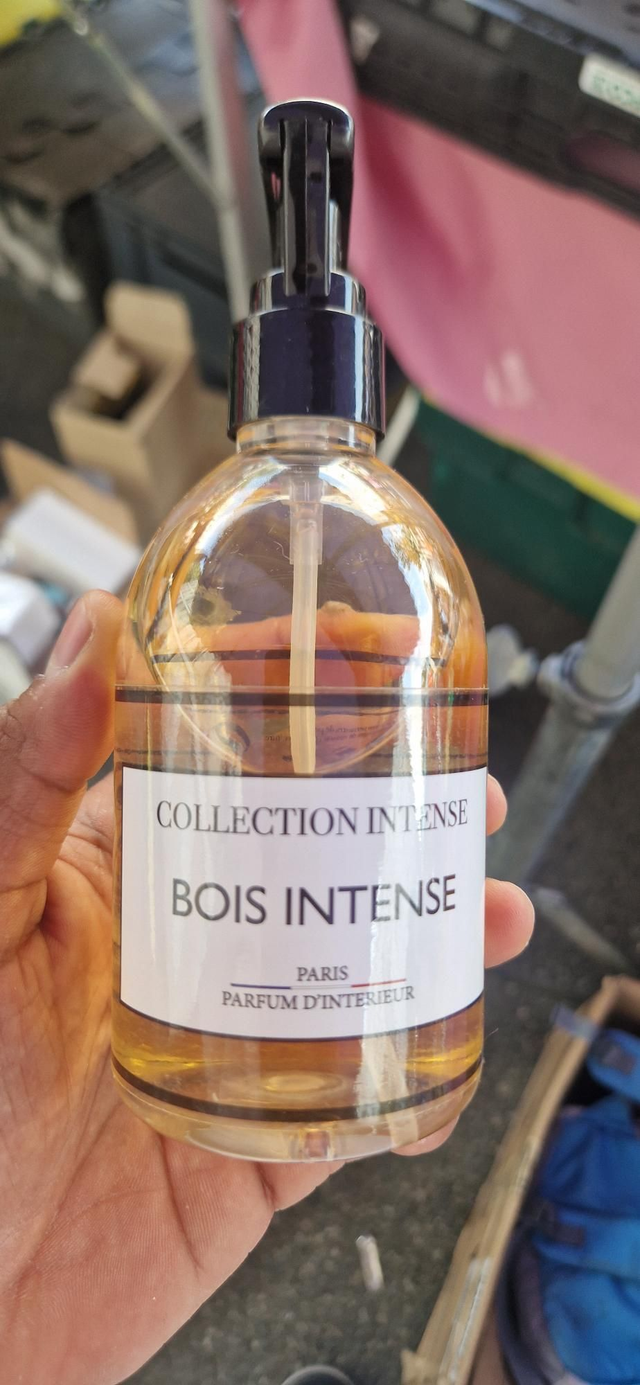 COLLECTION INTENSE
BOIS INTENSE
PARIS
PARFUM D'INTERIEUR